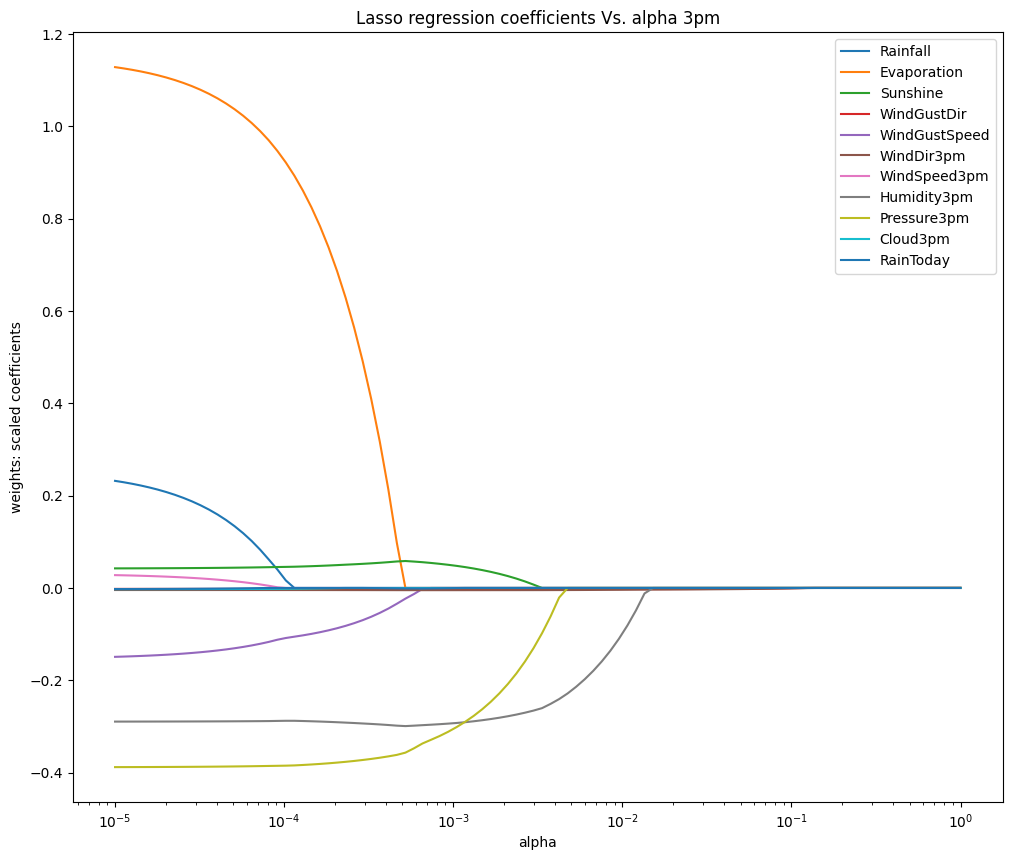 Lasso regression coefficients Vs. alpha 3pm
weights: scaled coefficients
1.2
1.0
0.8
0.6
0.4
0.2
0.0
−0.2
−0.4
Rainfall
Evaporation
Sunshine
WindGustDir
WindGustSpeed
WindDir3pm
WindSpeed3pm
Humidity3pm
Pressure3pm
Cloud3pm
RainToday
10⁻⁵ 10⁻⁴ 10⁻³ 10⁻² 10⁻¹ 10⁰
alpha